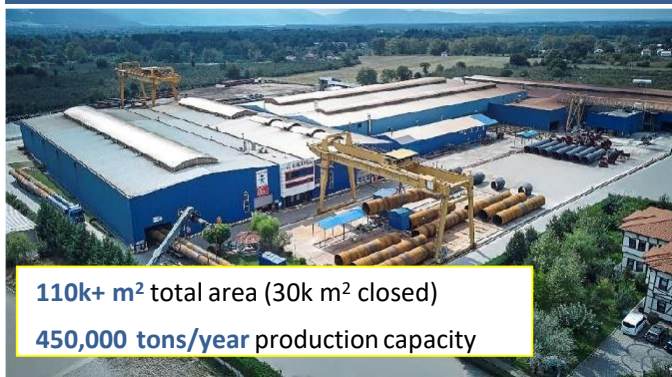 110k+ m² total area (30k m² closed)
450,000 tons/year production capacity